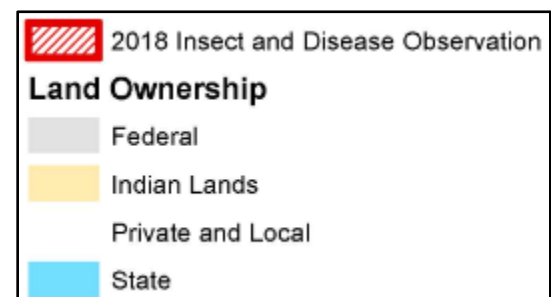 2018 Insect and Disease Observation
Land Ownership
Federal
Indian Lands
Private and Local
State